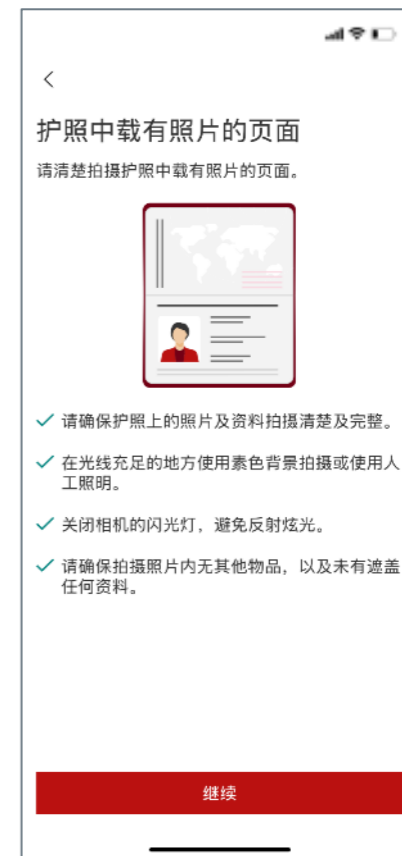 护照中载有照片的页面
请清楚拍摄护照中载有照片的页面。
请确保护照上的照片及资料拍摄清楚及完整。
在光线充足的地方使用素色背景拍摄或使用人
工照明。
关闭相机的闪光灯，避免反射炫光。
请确保拍摄照片内无其他物品，以及未有遮盖
任何资料。
继续